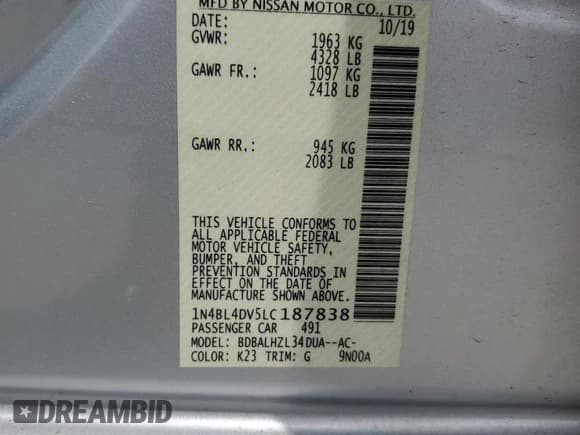 MFD BY NISSAN MOTOR CO., LTD.
DATE: 10/19
GVWR: 1963 KG
4328 LB
GAWR FR.: 1097 KG
2418 LB
GAWR RR.: 945 KG
2083 LB
THIS VEHICLE CONFORMS TO
ALL APPLICABLE FEDERAL
MOTOR VEHICLE SAFETY,
BUMPER, AND THEFT
PREVENTION STANDARDS IN
EFFECT ON THE DATE OF
MANUFACTURE SHOWN ABOVE.
1N4BL4DV5LC187838
PASSENGER CAR 491
MODEL: BDBALHZL34DUA--AC-
COLOR: K23 TRIM: G 9N00A
DREAMBID